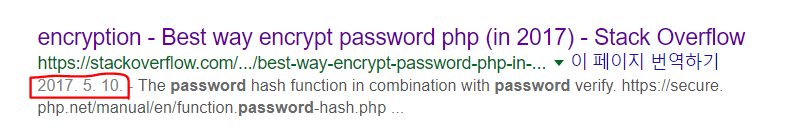 encryption - Best way encrypt password php (in 2017) - Stack Overflow
https://stackoverflow.com/.../best-way-encrypt-password-php-in-... ▼ 이 페이지 번역하기
2017. 5. 10. - The password hash function in combination with password verify. https://secure.
php.net/manual/en/function.password-hash.php ...